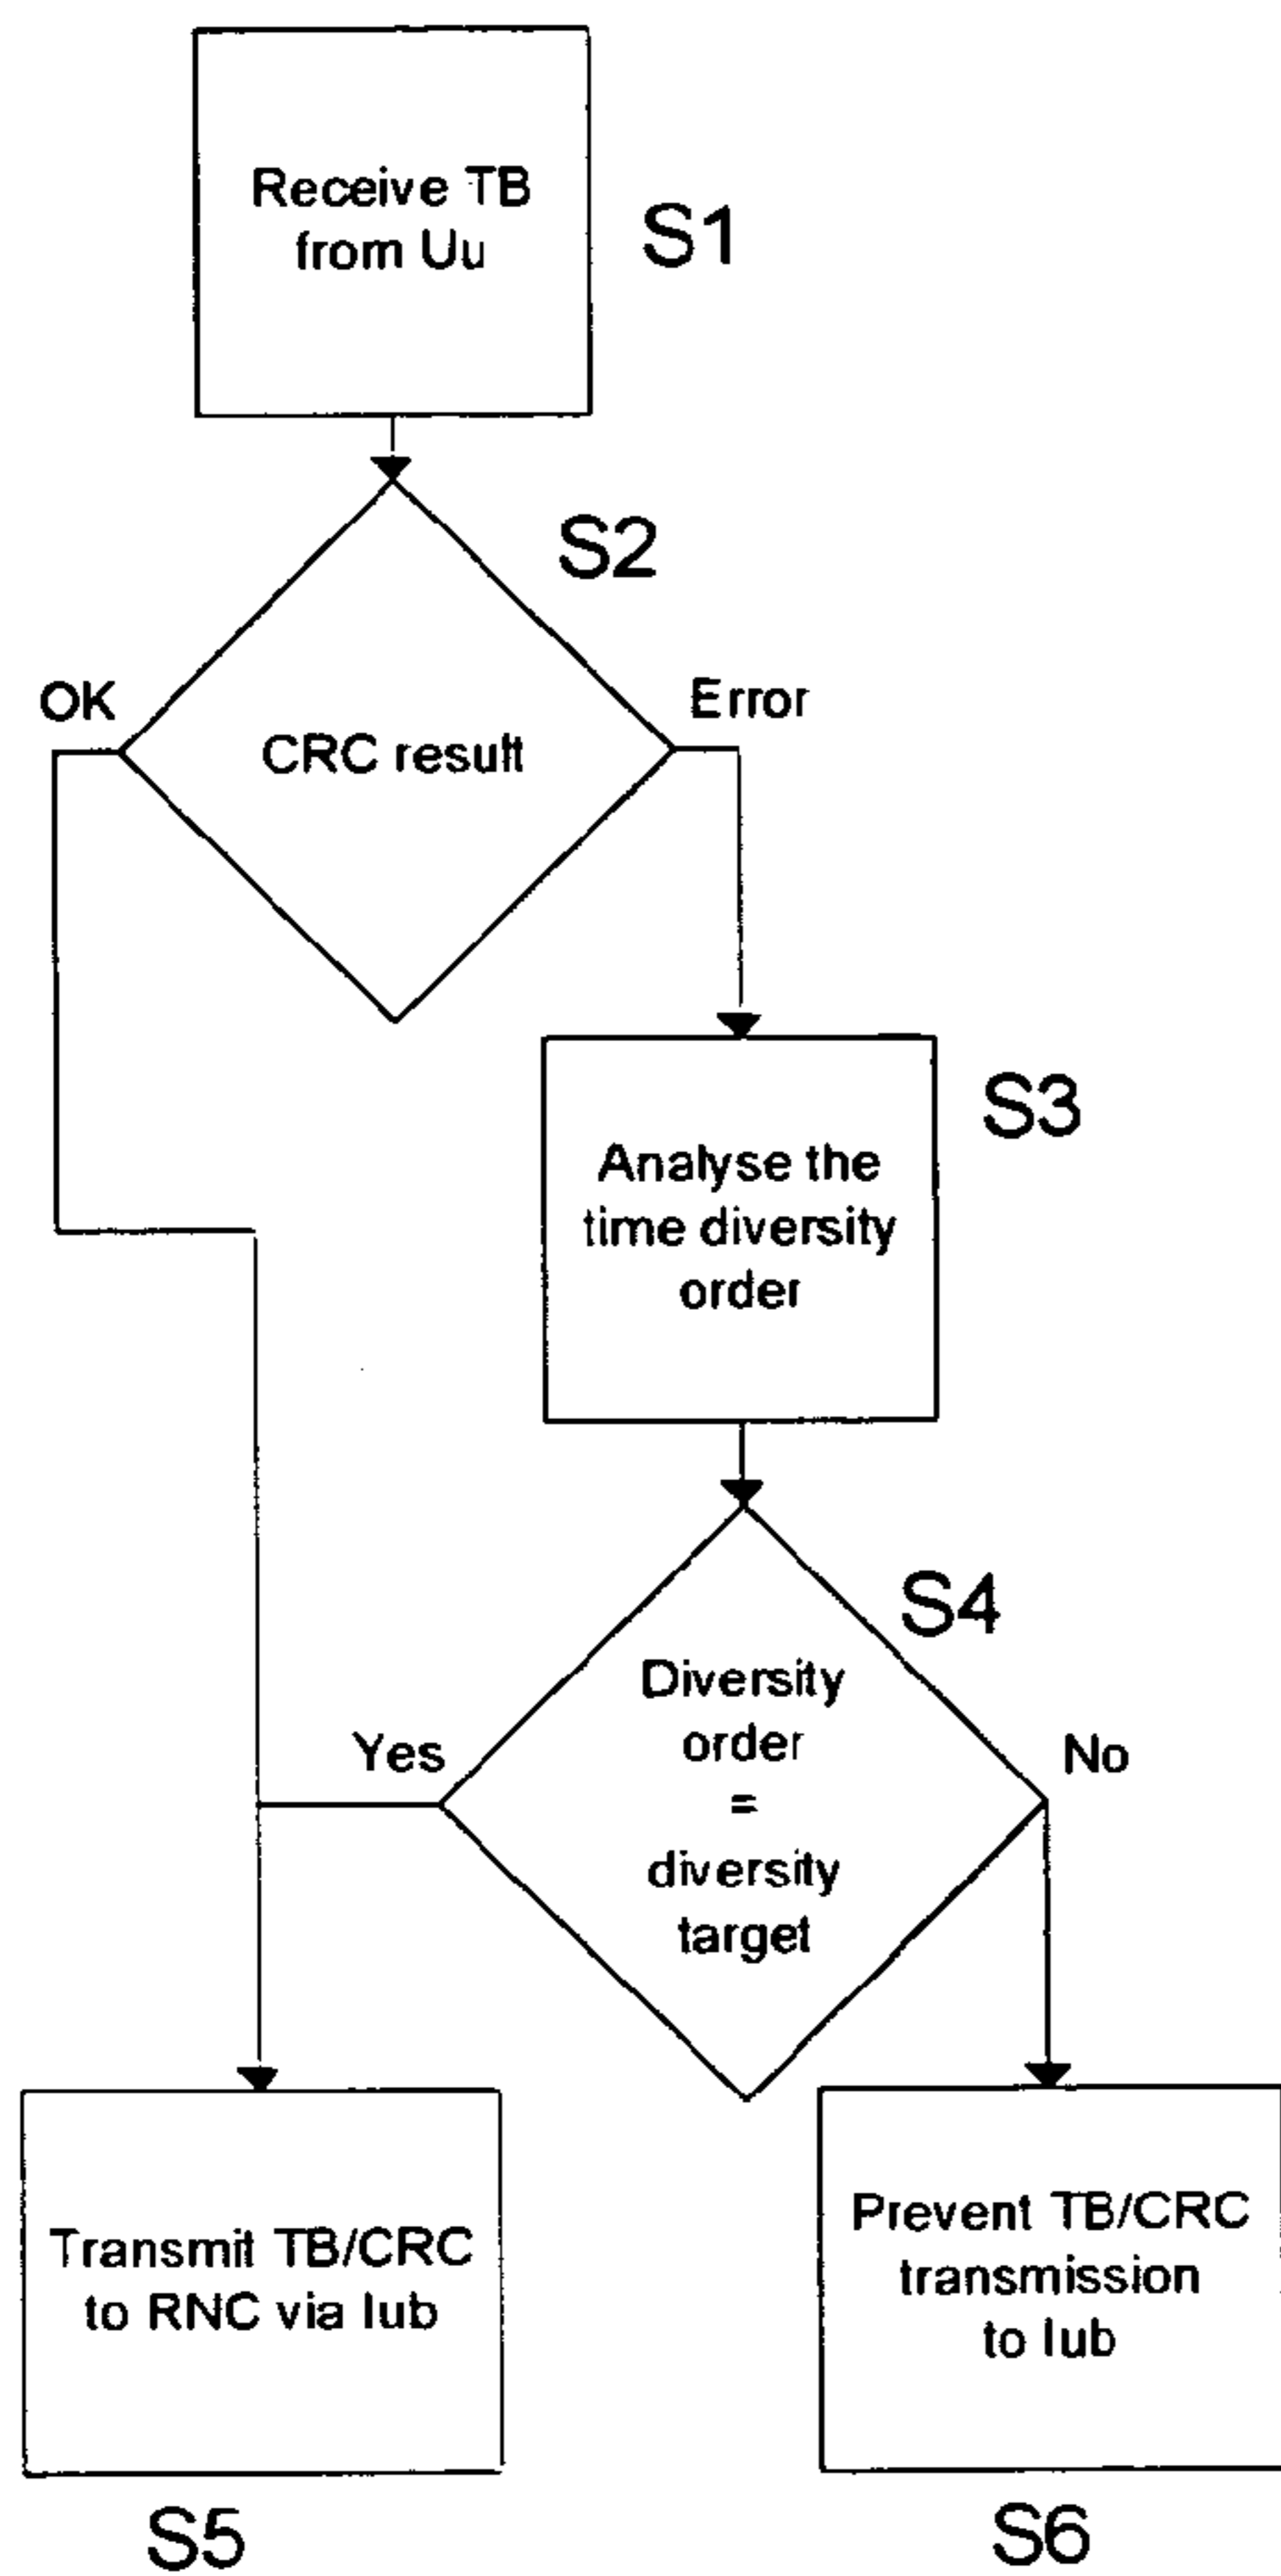 Receive TB
from Uu
S1
S2
OK
Error
CRC result
S3
Analyse the
time diversity
order
S4
Diversity
order
=
diversity
target
Yes
No
Transmit TB/CRC
to RNC via Iub
S5
Prevent TB/CRC
transmission
to Iub
S6